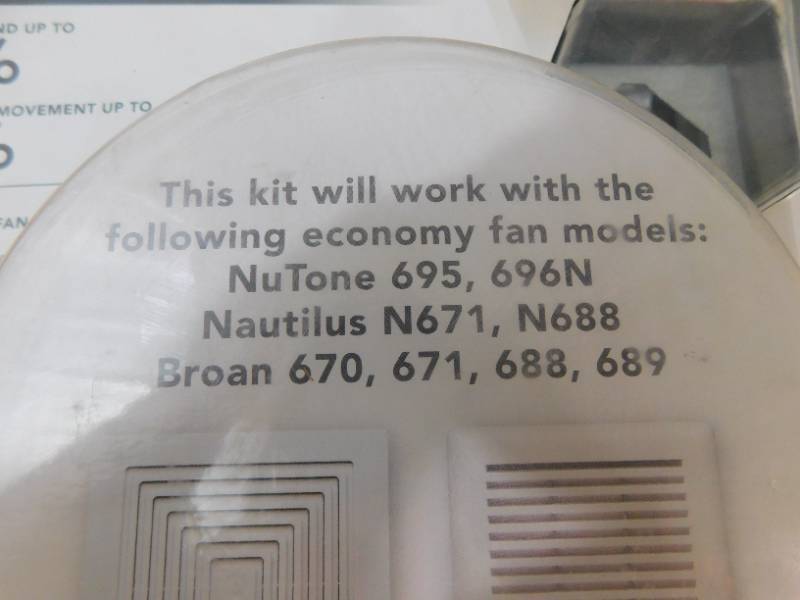 ND UP TO
%
MOVEMENT UP TO
FAN
This kit will work with the
following economy fan models:
NuTone 695, 696N
Nautilus N671, N688
Broan 670, 671, 688, 689